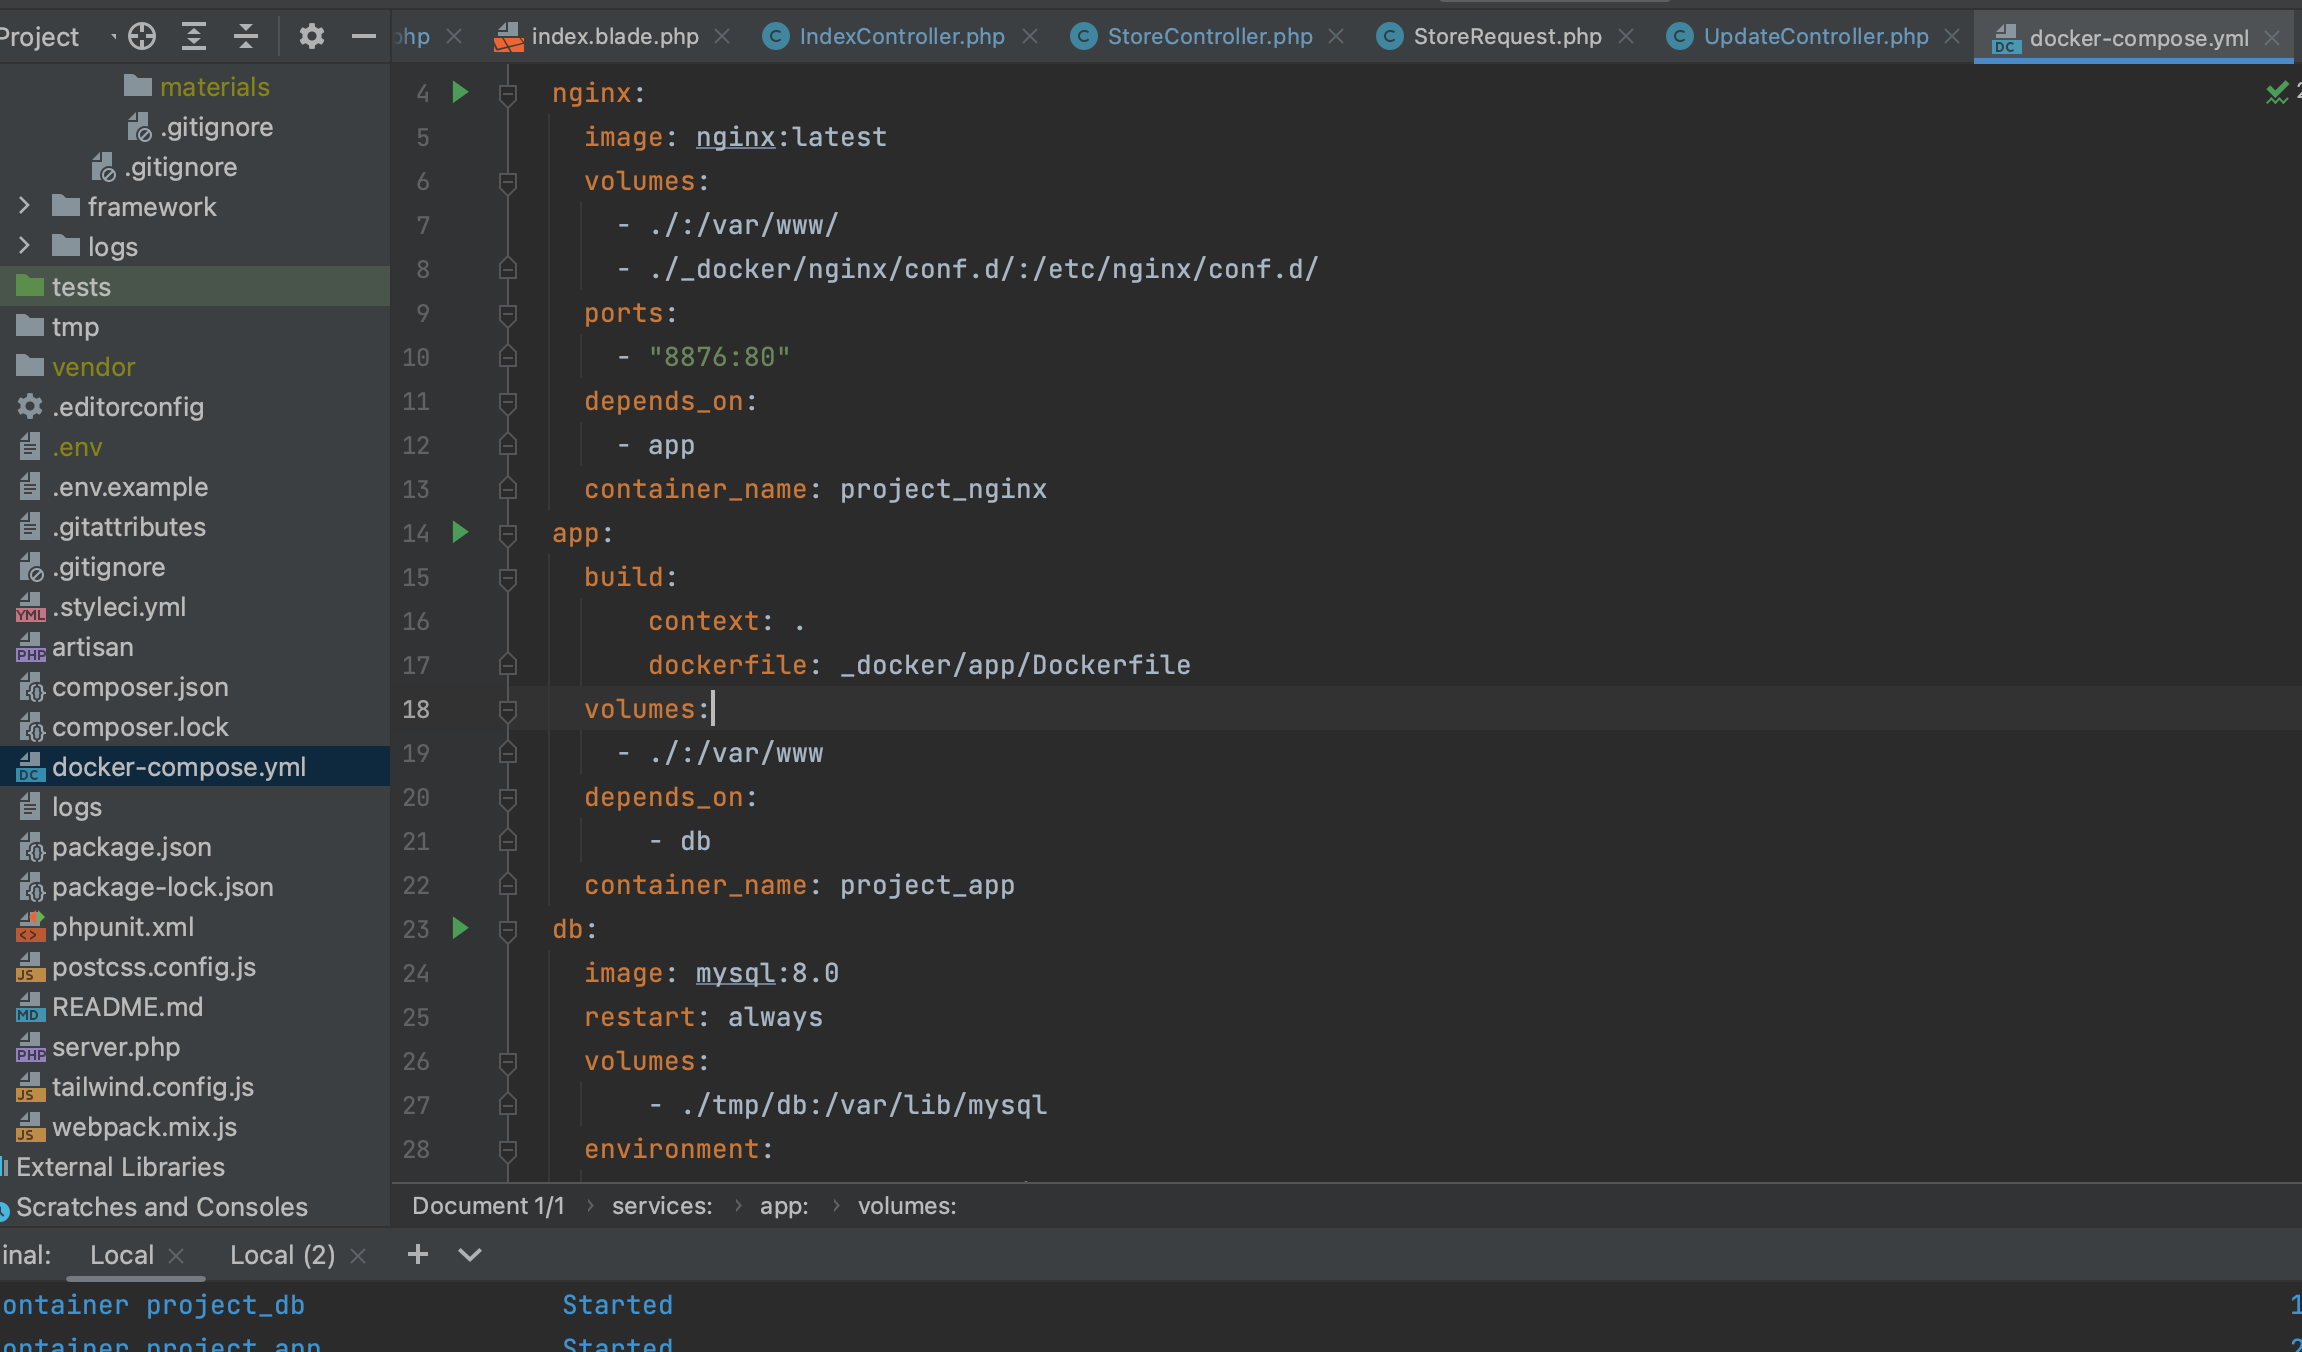 Project
php
index.blade.php
IndexController.php
StoreController.php
StoreRequest.php
UpdateController.php
docker-compose.yml
materials
.gitignore
.gitignore
framework
logs
tests
tmp
vendor
.editorconfig
.env
.env.example
.gitattributes
.gitignore
.styleci.yml
artisan
composer.json
composer.lock
docker-compose.yml
logs
package.json
package-lock.json
phpunit.xml
postcss.config.js
README.md
server.php
tailwind.config.js
webpack.mix.js
External Libraries
Scratches and Consoles
4 nginx:
5 image: nginx:latest
6 volumes:
7 - ./:/var/www/
8 - ./_docker/nginx/conf.d/:/etc/nginx/conf.d/
9 ports:
10 - "8876:80"
11 depends_on:
12 - app
13 container_name: project_nginx
14 app:
15 build:
16 context: .
17 dockerfile: _docker/app/Dockerfile
18 volumes:
19 - ./:/var/www
20 depends_on:
21 - db
22 container_name: project_app
23 db:
24 image: mysql:8.0
25 restart: always
26 volumes:
27 - ./tmp/db:/var/lib/mysql
28 environment:
Document 1/1 › services: › app: › volumes:
inal: Local Local (2)
ontainer project_db Started
ontainer project_app Started